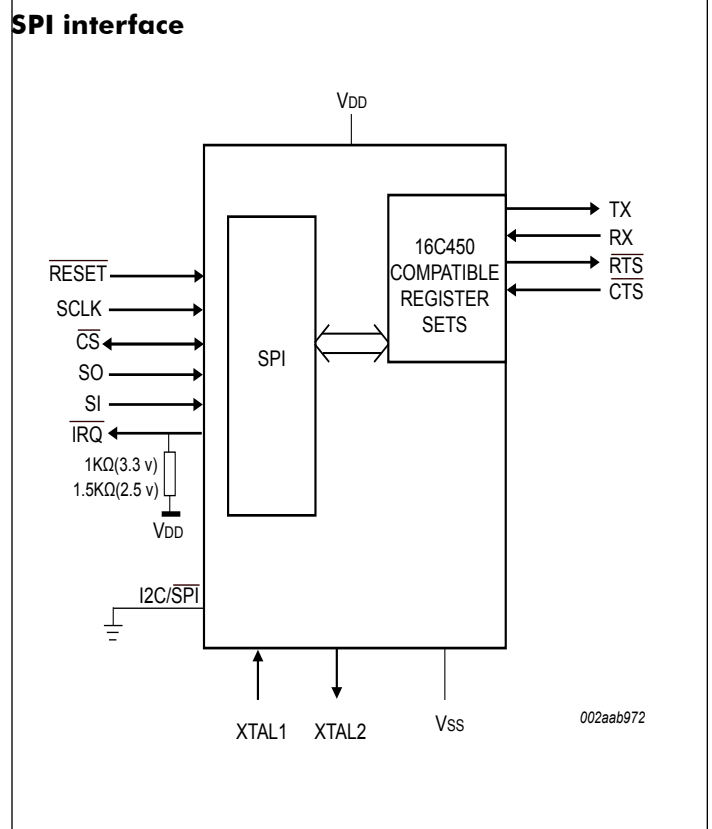 SPI interface
VDD
16C450
COMPATIBLE
REGISTER
SETS
TX
RX
RTS
CTS
RESET
SCLK
CS
SO
SI
IRQ
SPI
1KΩ(3.3 v)
1.5KΩ(2.5 v)
VDD
I2C/SPI
XTAL1
XTAL2
VSS
002aab972